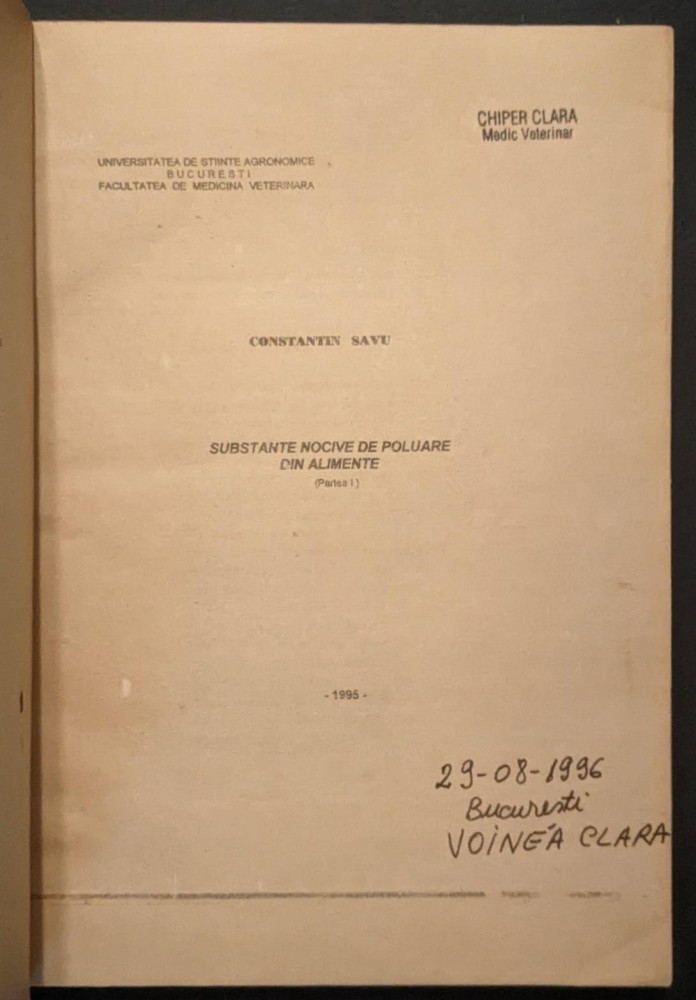 CHIPER CLARA
Medic Veterinar
UNIVERSITATEA DE STIINTE AGRONOMICE
BUCURESTI
FACULTATEA DE MEDICINA VETERINARA
CONSTANTIN SAVU
SUBSTANTE NOCIVE DE POLUARE
DIN ALIMENTE
(Partea I)
- 1995 -
29-08-1996
Bucuresti
VOINEA CLARA